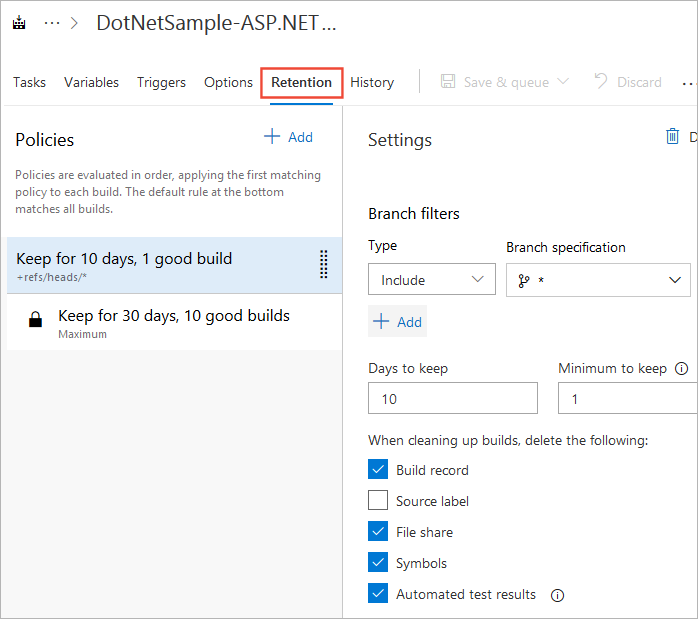 ··· > DotNetSample-ASP.NET...
Tasks Variables Triggers Options Retention History Save & queue Discard ...
Policies
Add
Policies are evaluated in order, applying the first matching
policy to each build. The default rule at the bottom
matches all builds.
Keep for 10 days, 1 good build
+refs/heads/*
Keep for 30 days, 10 good builds
Maximum
Settings
D
Branch filters
Type Branch specification
Include *
Add
Days to keep Minimum to keep
10 1
When cleaning up builds, delete the following:
Build record
Source label
File share
Symbols
Automated test results